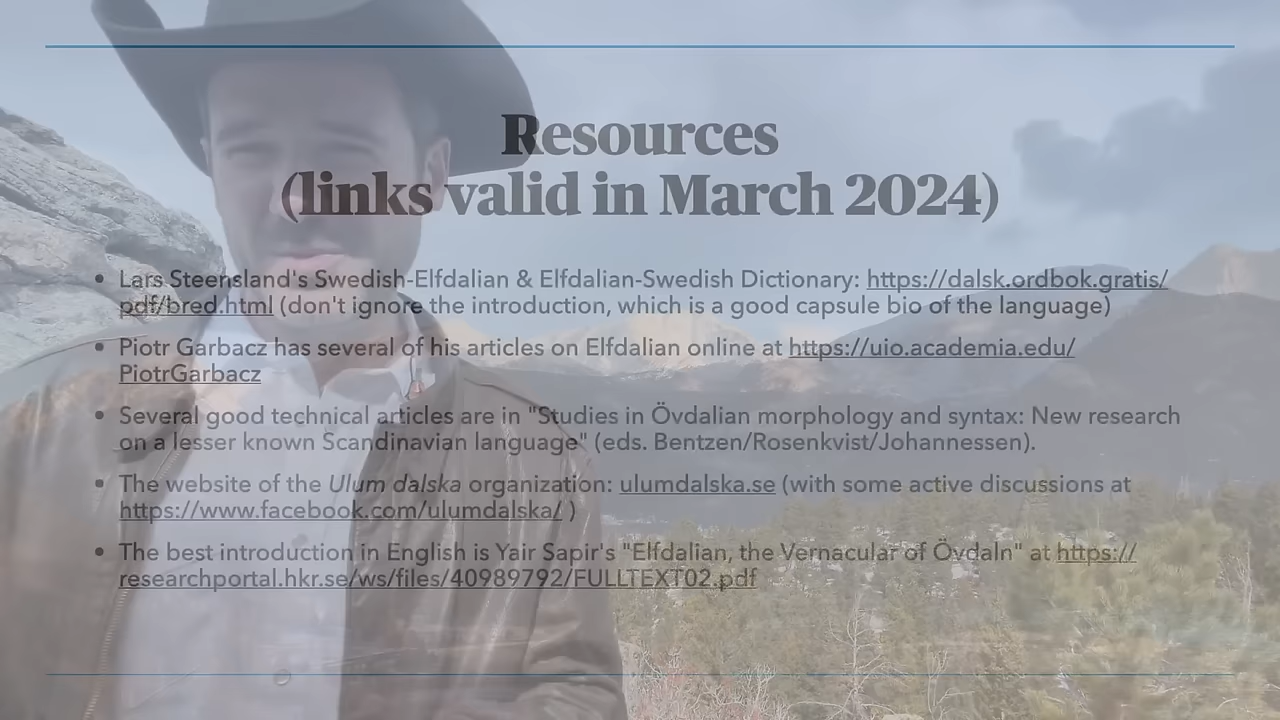 Resources
(links valid in March 2024)
• Lars Steensland's Swedish-Elfdalian & Elfdalian-Swedish Dictionary: https://dalsk.ordbok.gratis/
pdf/bred.html (don't ignore the introduction, which is a good capsule bio of the language)
• Piotr Garbacz has several of his articles on Elfdalian online at https://uio.academia.edu/
PiotrGarbacz
• Several good technical articles are in "Studies in Övdalian morphology and syntax: New research
on a lesser known Scandinavian language" (eds. Bentzen/Rosenkvist/Johannessen).
• The website of the Ulum dalska organization: ulumdalska.se (with some active discussions at
https://www.facebook.com/ulumdalska/ )
• The best introduction in English is Yair Sapir's "Elfdalian, the Vernacular of Övdaln" at https://
researchportal.hkr.se/ws/files/40989792/FULLTEXT02.pdf